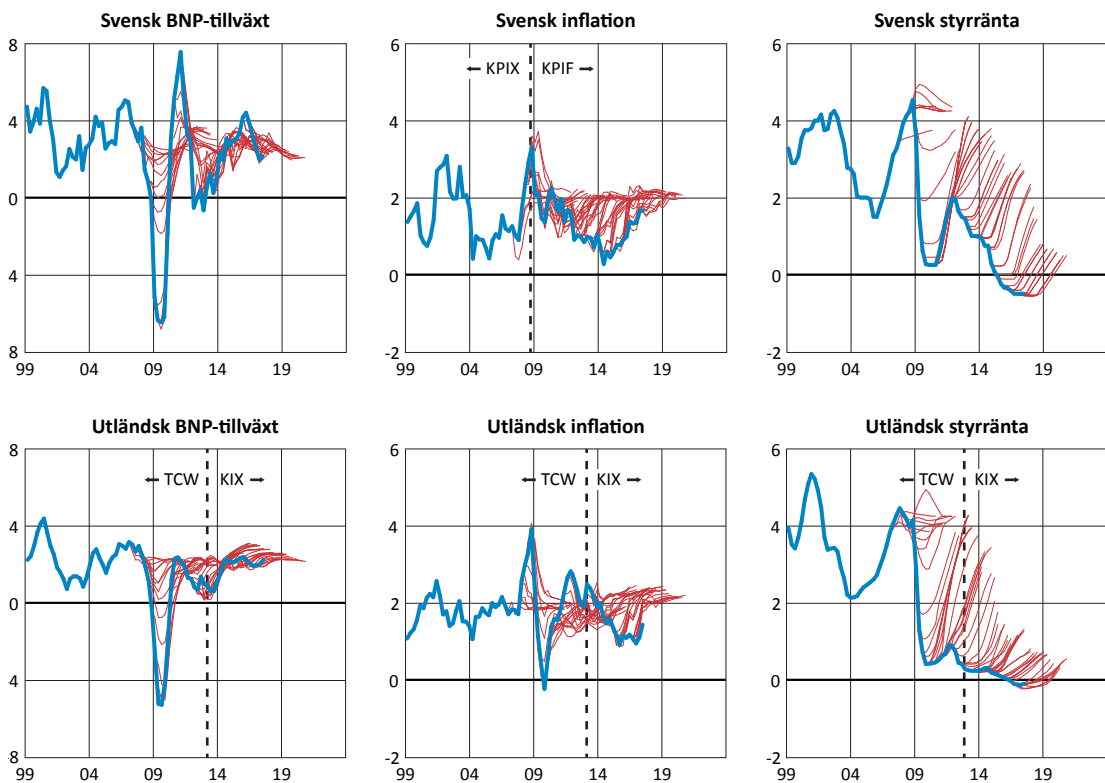 Svensk BNP-tillväxt
8
4
0
4
8
99 04 09 14 19
Svensk inflation
← KPIX KPIF →
6
4
2
0
-2
99 04 09 14 19
Svensk styrränta
6
4
2
0
-2
99 04 09 14 19
Utländsk BNP-tillväxt
← TCW KIX →
8
4
0
4
8
99 04 09 14 19
Utländsk inflation
← TCW KIX →
6
4
2
0
-2
99 04 09 14 19
Utländsk styrränta
← TCW KIX →
6
4
2
0
-2
99 04 09 14 19